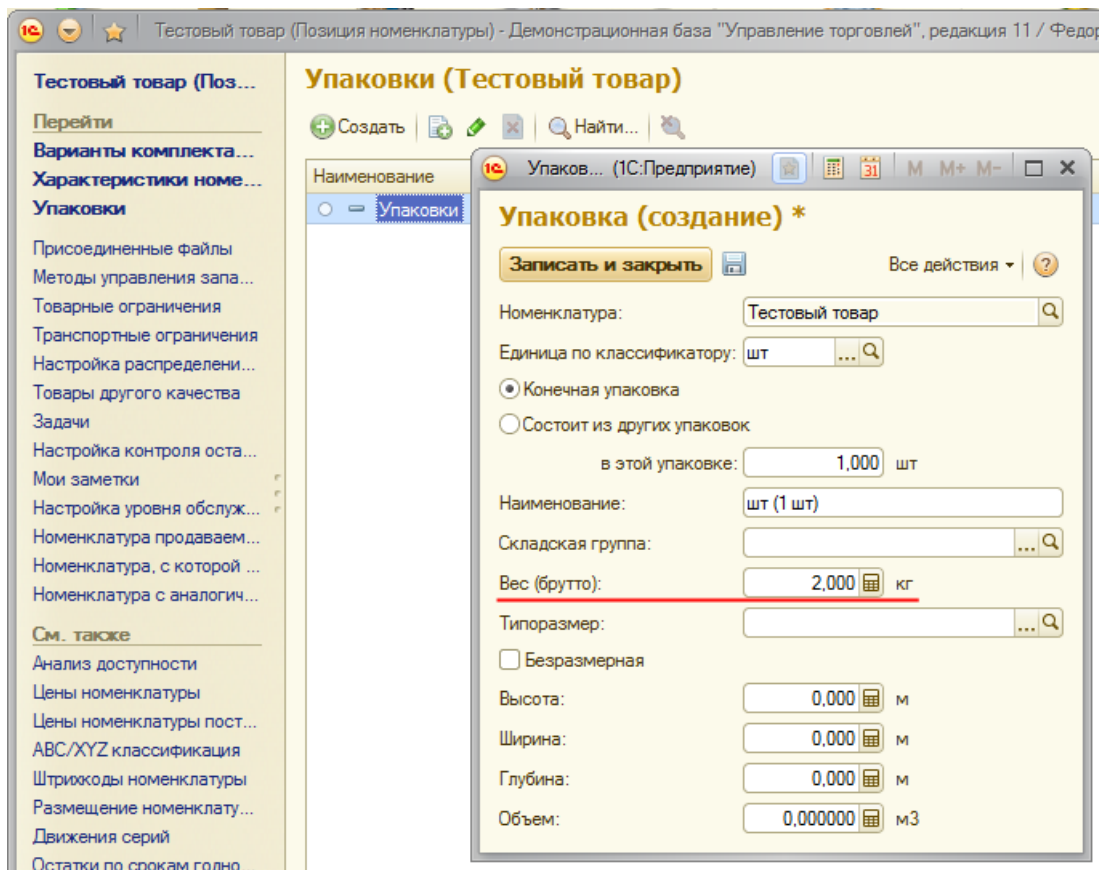 Тестовый товар (Позиция номенклатуры) - Демонстрационная база "Управление торговлей", редакция 11 / Федор
Тестовый товар (Поз...
Перейти
Варианты комплекта...
Характеристики номе...
Упаковки
Присоединенные файлы
Методы управления запа...
Товарные ограничения
Транспортные ограничения
Настройка распределени...
Товары другого качества
Задачи
Настройка контроля оста...
Мои заметки
Настройка уровня обслуж...
Номенклатура продаваем...
Номенклатура, с которой ...
Номенклатура с аналогич...
См. также
Анализ доступности
Цены номенклатуры
Цены номенклатуры пост...
ABC/XYZ классификация
Штрихкоды номенклатуры
Размещение номенклату...
Движения серий
Остатки по срокам годно...
Упаковки (Тестовый товар)
Создать Найти...
Наименование
Упаковки
Упаков... (1С:Предприятие) 31 M M+ M-
Упаковка (создание) *
Записать и закрыть Все действия ?
Номенклатура: Тестовый товар
Единица по классификатору: шт ...
Конечная упаковка
Состоит из других упаковок
в этой упаковке: 1,000 шт
Наименование: шт (1 шт)
Складская группа: ...
Вес (брутто): 2,000 кг
Типоразмер: ...
Безразмерная
Высота: 0,000 м
Ширина: 0,000 м
Глубина: 0,000 м
Объем: 0,000000 м3